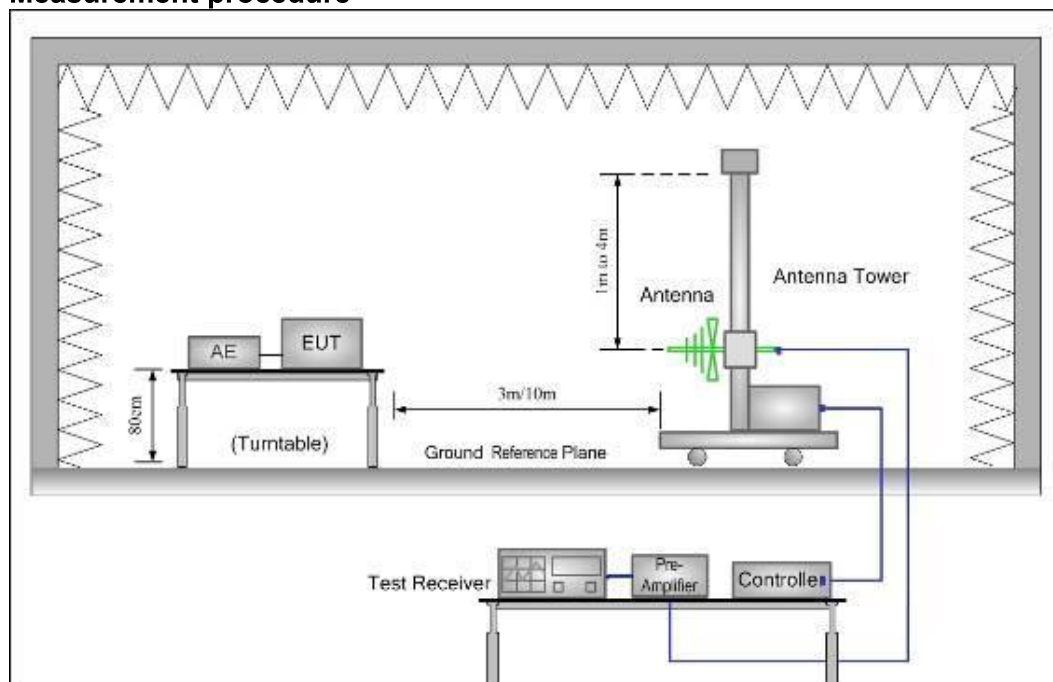 Measurement procedure
1m to 4m
Antenna Tower
Antenna
EUT
AE
3m/10m
80cm
(Turntable)
Ground Reference Plane
Pre-
Amplifier
Test Receiver
Controlle